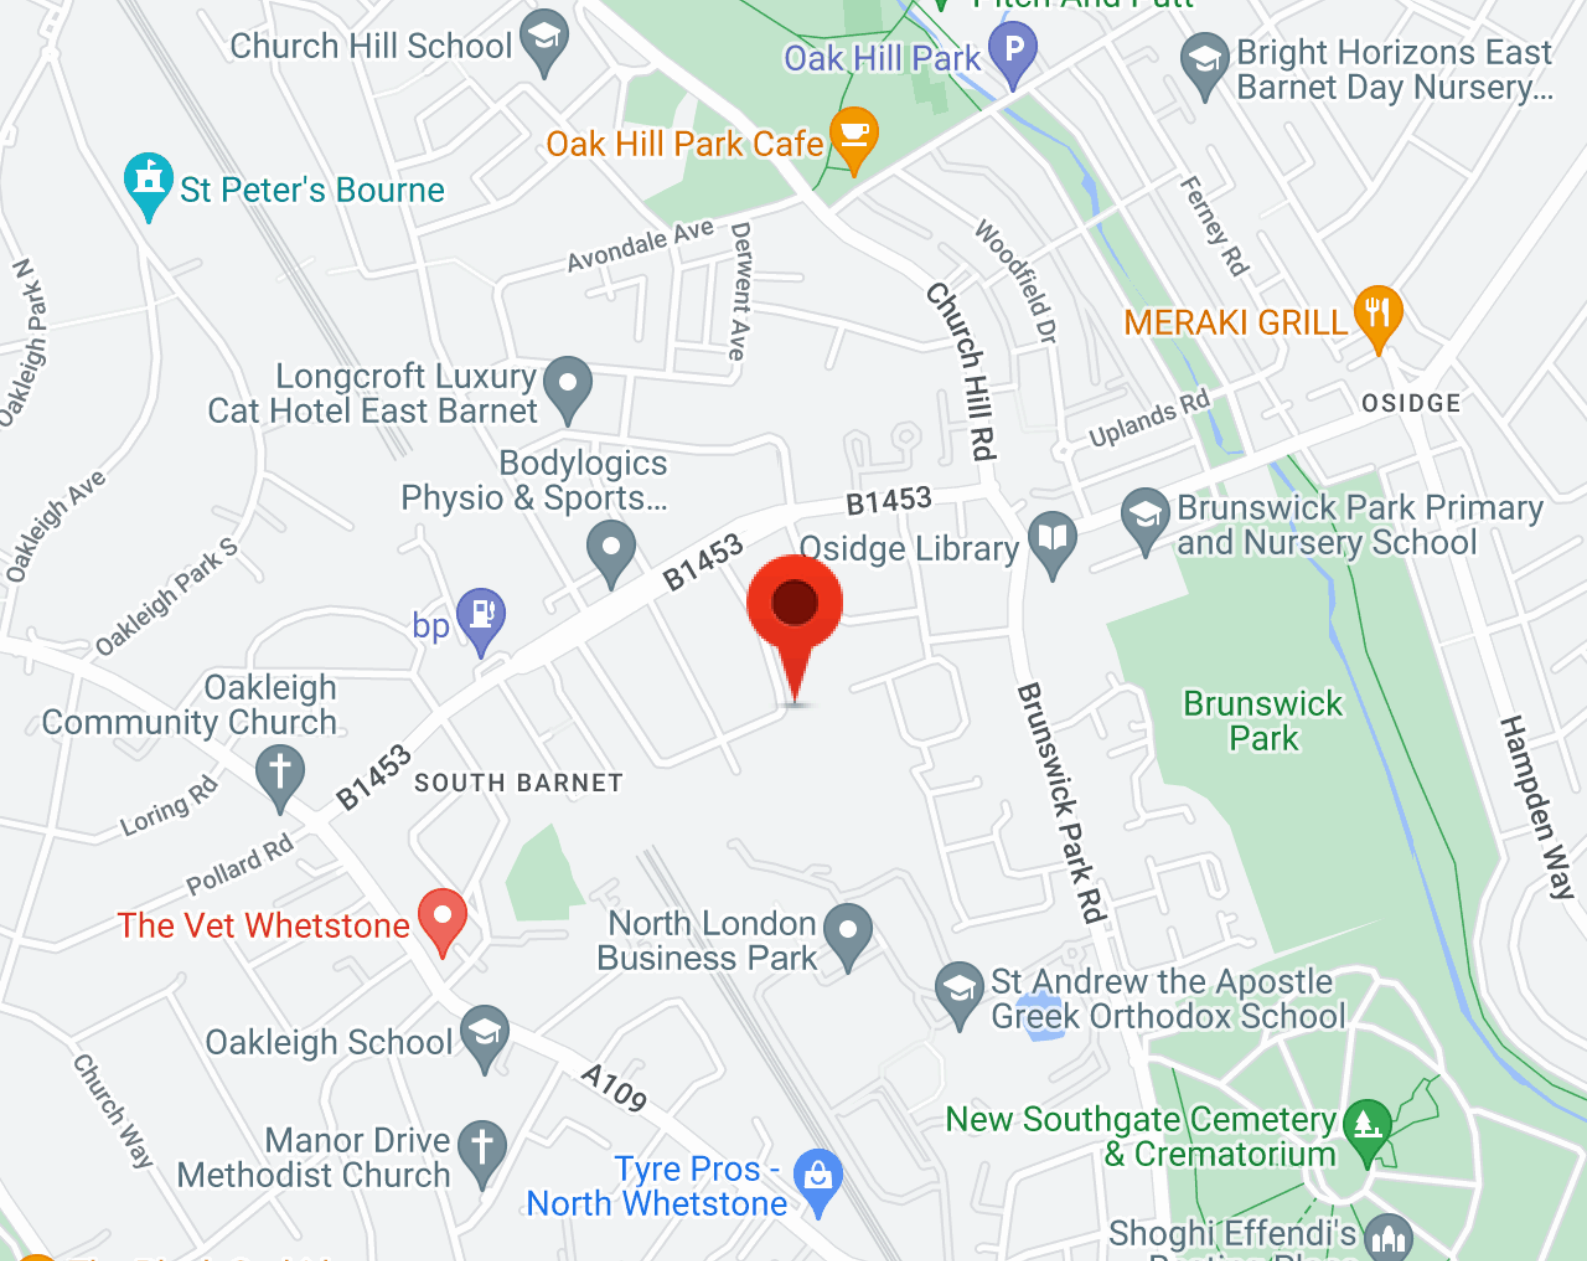 Pitch And Putt
Church Hill School
Oak Hill Park
Bright Horizons East
Barnet Day Nursery...
Oak Hill Park Cafe
St Peter's Bourne
Ferney Rd
Avondale Ave
Derwent Ave
Woodfield Dr
Oakleigh Park N
Church Hill Rd
MERAKI GRILL
Longcroft Luxury
Cat Hotel East Barnet
Uplands Rd
OSIDGE
Bodylogics
Physio & Sports...
B1453
Oakleigh Ave
Brunswick Park Primary
and Nursery School
Osidge Library
B1453
Oakleigh Park S
bp
Oakleigh
Community Church
Brunswick
Park
Brunswick Park Rd
Hampden Way
B1453
SOUTH BARNET
Loring Rd
Pollard Rd
The Vet Whetstone
North London
Business Park
St Andrew the Apostle
Greek Orthodox School
Oakleigh School
A109
Church Way
New Southgate Cemetery
& Crematorium
Manor Drive
Methodist Church
Tyre Pros -
North Whetstone
Shoghi Effendi's